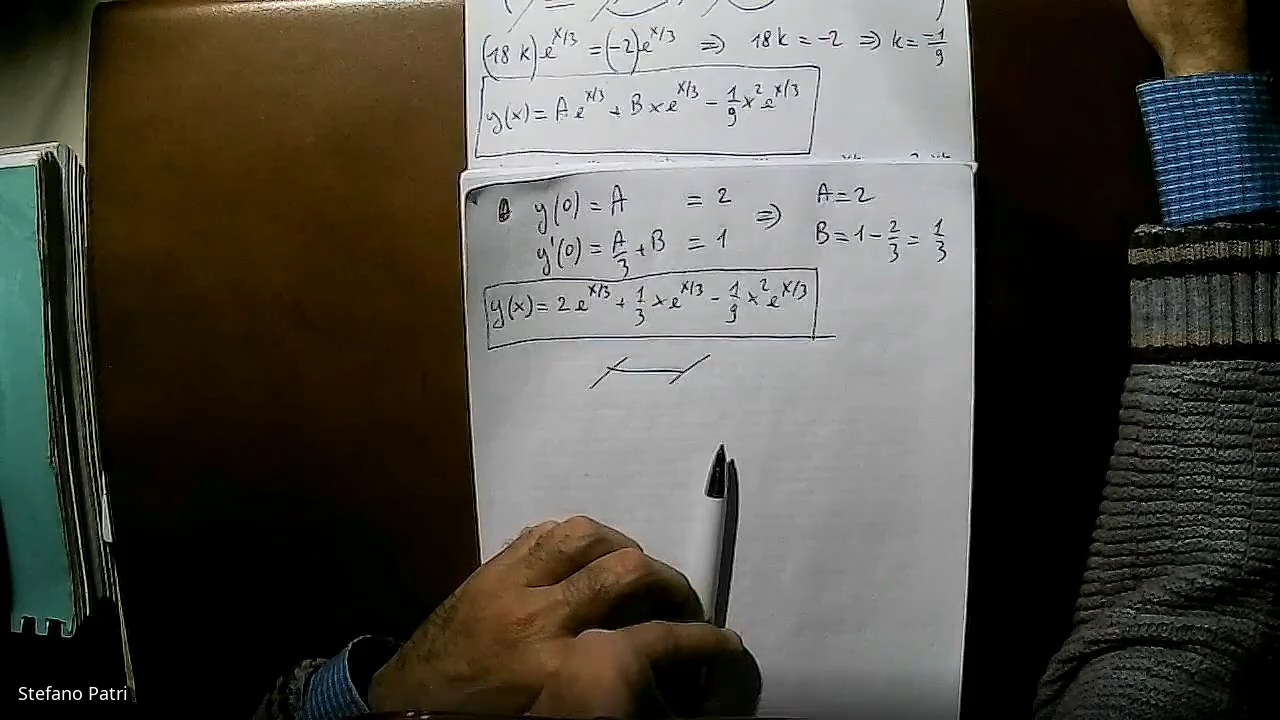 (18 k) e^{x/3} = (-2) e^{x/3} ⇒ 18k = -2 ⇒ k = -1/9
y(x) = A e^{x/3} + B x e^{x/3} - 1/9 x^2 e^{x/3}
y(0) = A = 2 ⇒ A = 2
y'(0) = A/3 + B = 1 B = 1 - 2/3 = 1/3
y(x) = 2 e^{x/3} + 1/3 x e^{x/3} - 1/9 x^2 e^{x/3}
Stefano Patri